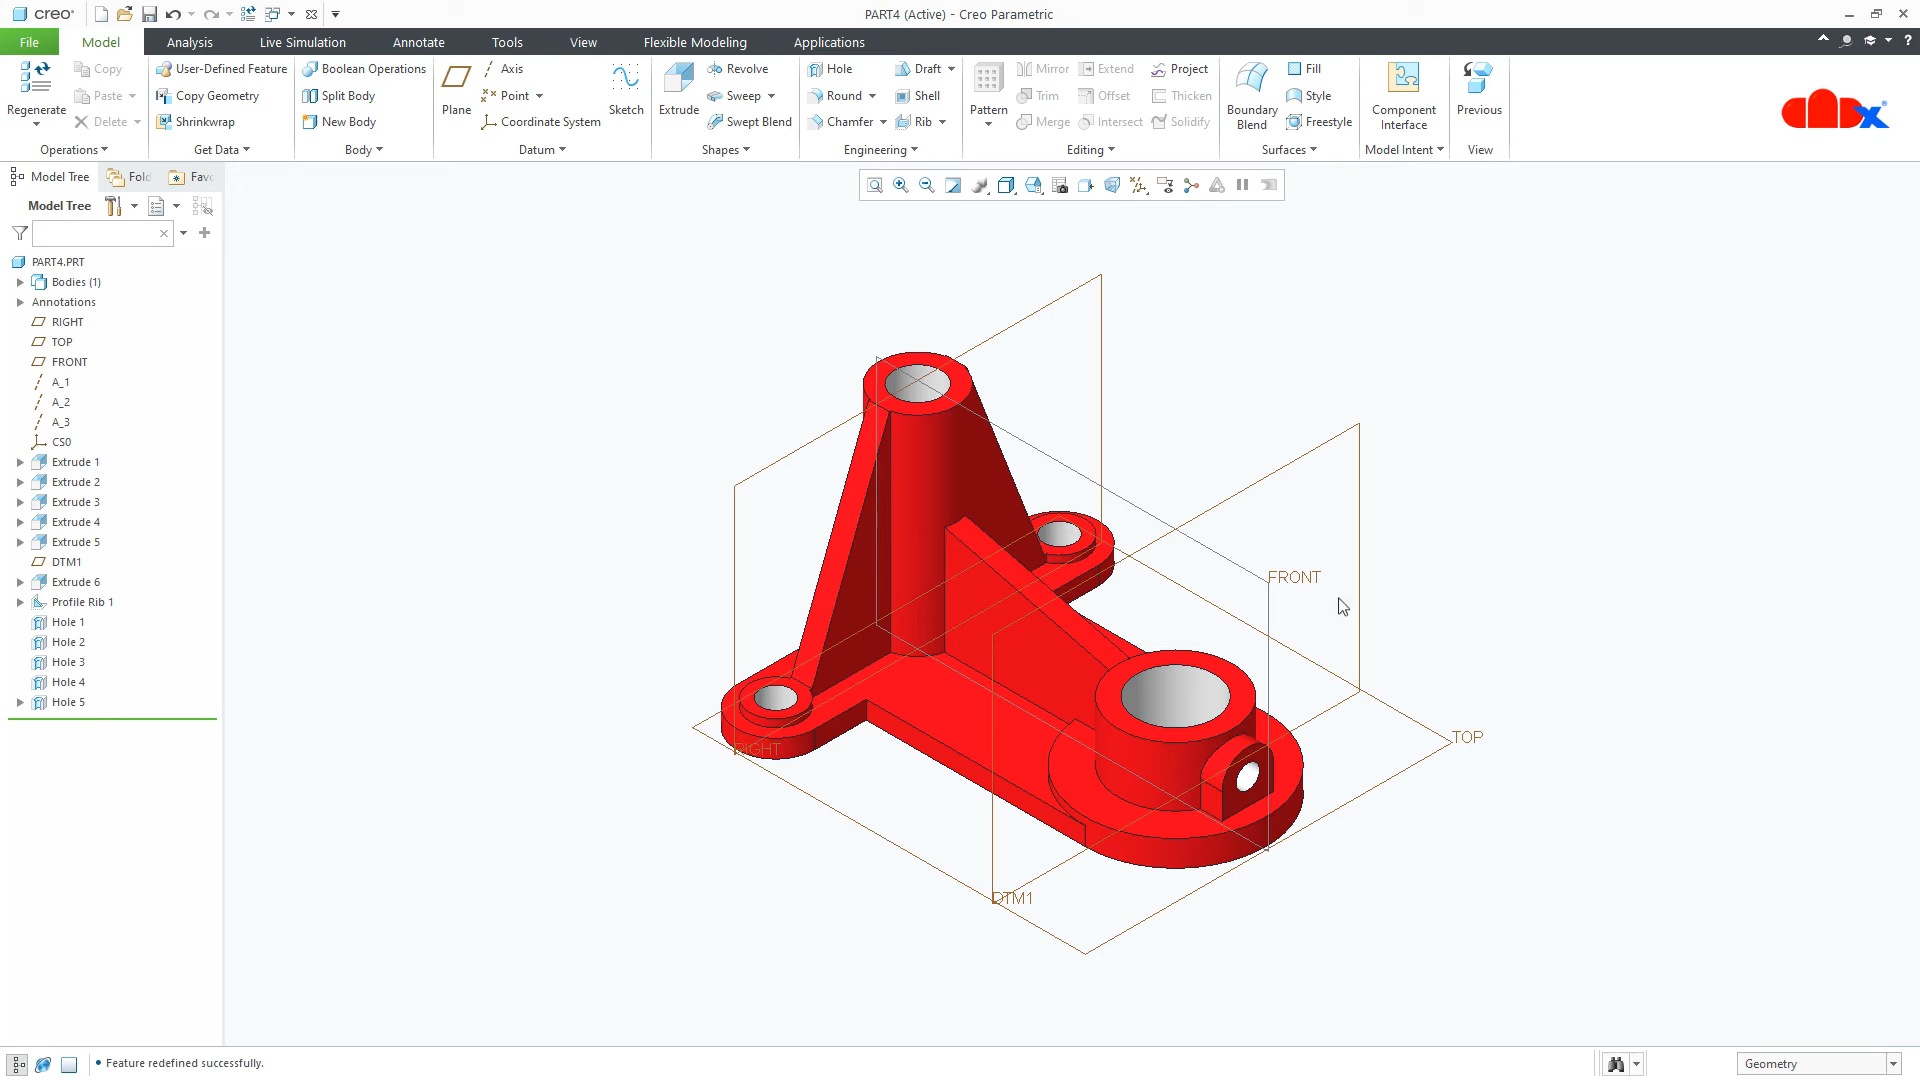 creo
PART4 (Active) - Creo Parametric
File Model Analysis Live Simulation Annotate Tools View Flexible Modeling Applications ?
Regenerate
Copy
Paste
Delete
User-Defined Feature
Copy Geometry
Shrinkwrap
Boolean Operations
Split Body
New Body
Plane
Axis
Point
Coordinate System
Sketch
Extrude
Revolve
Sweep
Swept Blend
Hole
Round
Chamfer
Draft
Shell
Rib
Pattern
Mirror
Trim
Merge
Extend
Offset
Intersect
Project
Thicken
Solidify
Boundary
Blend
Fill
Style
Freestyle
Component
Interface
Previous
Operations Get Data Body Datum Shapes Engineering Editing Surfaces Model Intent View
Model Tree Fold Fav
Model Tree
PART4.PRT
Bodies (1)
Annotations
RIGHT
TOP
FRONT
A_1
A_2
A_3
CS0
Extrude 1
Extrude 2
Extrude 3
Extrude 4
Extrude 5
DTM1
Extrude 6
Profile Rib 1
Hole 1
Hole 2
Hole 3
Hole 4
Hole 5
FRONT
TOP
RIGHT
DTM1
Feature redefined successfully.
Geometry